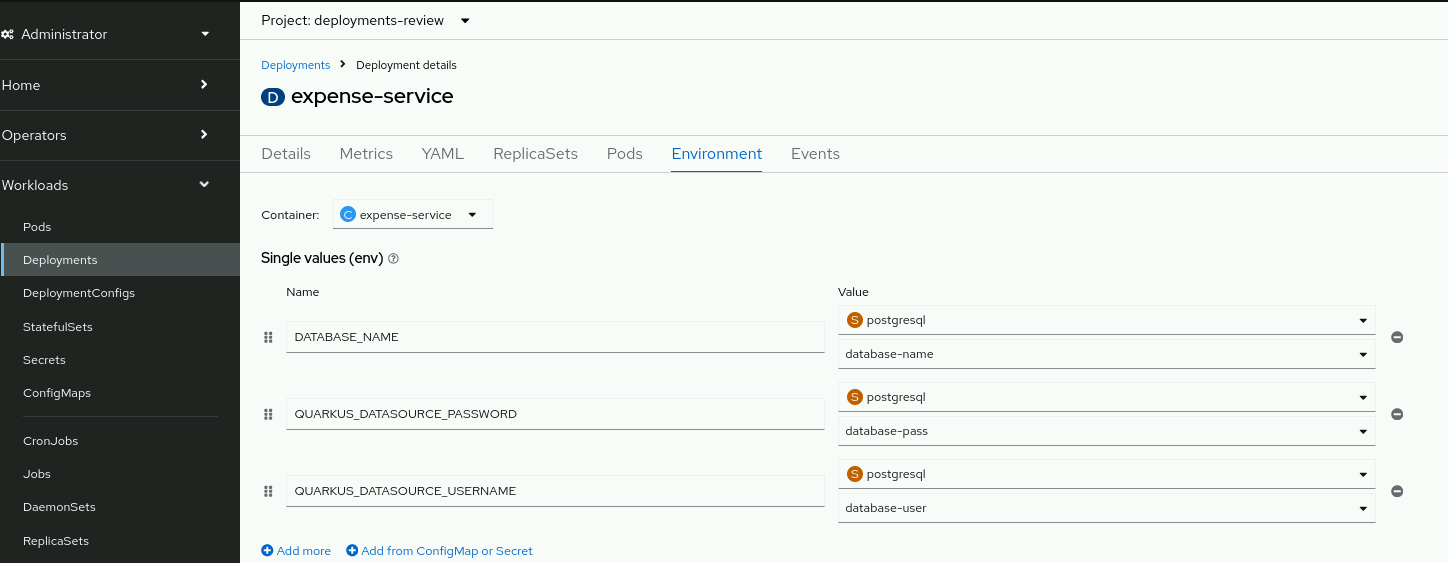 Administrator
Home
Operators
Workloads
Pods
Deployments
DeploymentConfigs
StatefulSets
Secrets
ConfigMaps
CronJobs
Jobs
DaemonSets
ReplicaSets
Project: deployments-review
Deployments Deployment details
D expense-service
Details Metrics YAML ReplicaSets Pods Environment Events
Container: C expense-service
Single values (env)
Name Value
DATABASE_NAME
S postgresql
database-name
QUARKUS_DATASOURCE_PASSWORD
S postgresql
database-pass
QUARKUS_DATASOURCE_USERNAME
S postgresql
database-user
Add more Add from ConfigMap or Secret